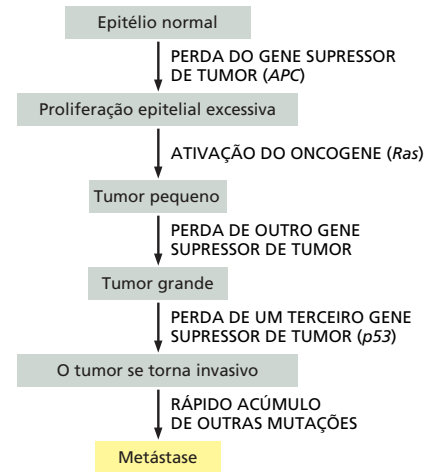 Epitélio normal
PERDA DO GENE SUPRESSOR
DE TUMOR (APC)
Proliferação epitelial excessiva
ATIVAÇÃO DO ONCOGENE (Ras)
Tumor pequeno
PERDA DE OUTRO GENE
SUPRESSOR DE TUMOR
Tumor grande
PERDA DE UM TERCEIRO GENE
SUPRESSOR DE TUMOR (p53)
O tumor se torna invasivo
RÁPIDO ACÚMULO
DE OUTRAS MUTAÇÕES
Metástase